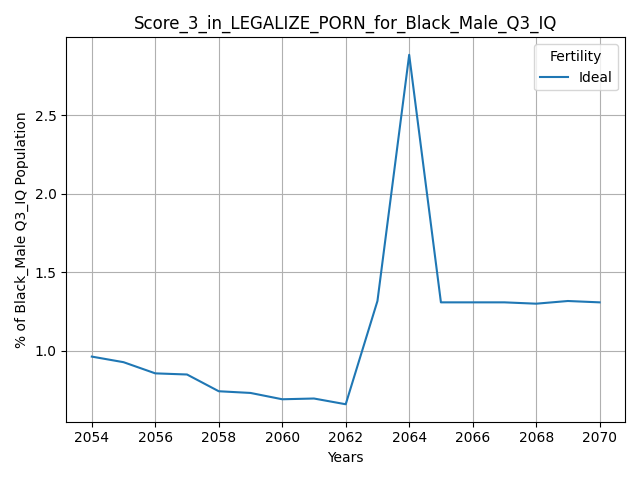 Score_3_in_LEGALIZE_PORN_for_Black_Male_Q3_IQ
Fertility
Ideal
% of Black_Male Q3_IQ Population
2.5
2.0
1.5
1.0
2054 2056 2058 2060 2062 2064 2066 2068 2070
Years